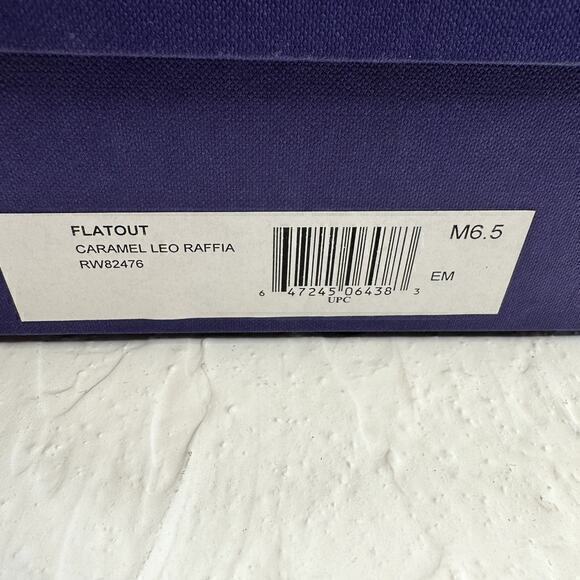 FLATOUT
CARAMEL LEO RAFFIA
RW82476
6 47245 06438 3
UPC
M6.5
EM